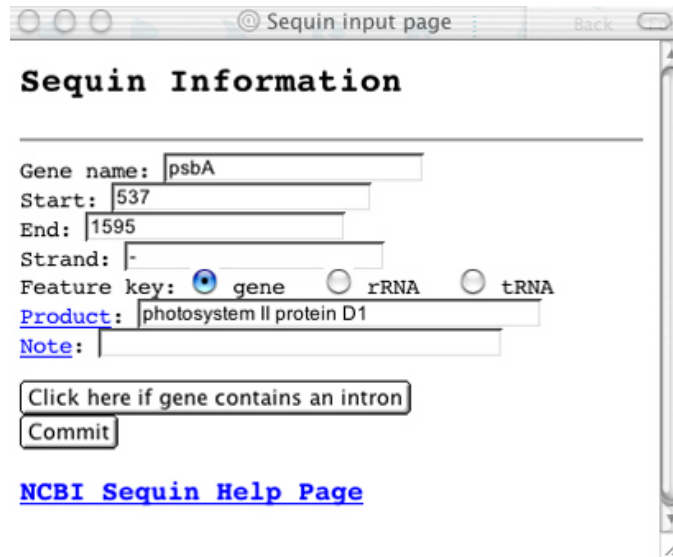 @ Sequin input page
Back
Sequin Information
Gene name: psbA
Start: 537
End: 1595
Strand: -
Feature key: gene rRNA tRNA
Product: photosystem II protein D1
Note:
Click here if gene contains an intron
Commit
NCBI Sequin Help Page